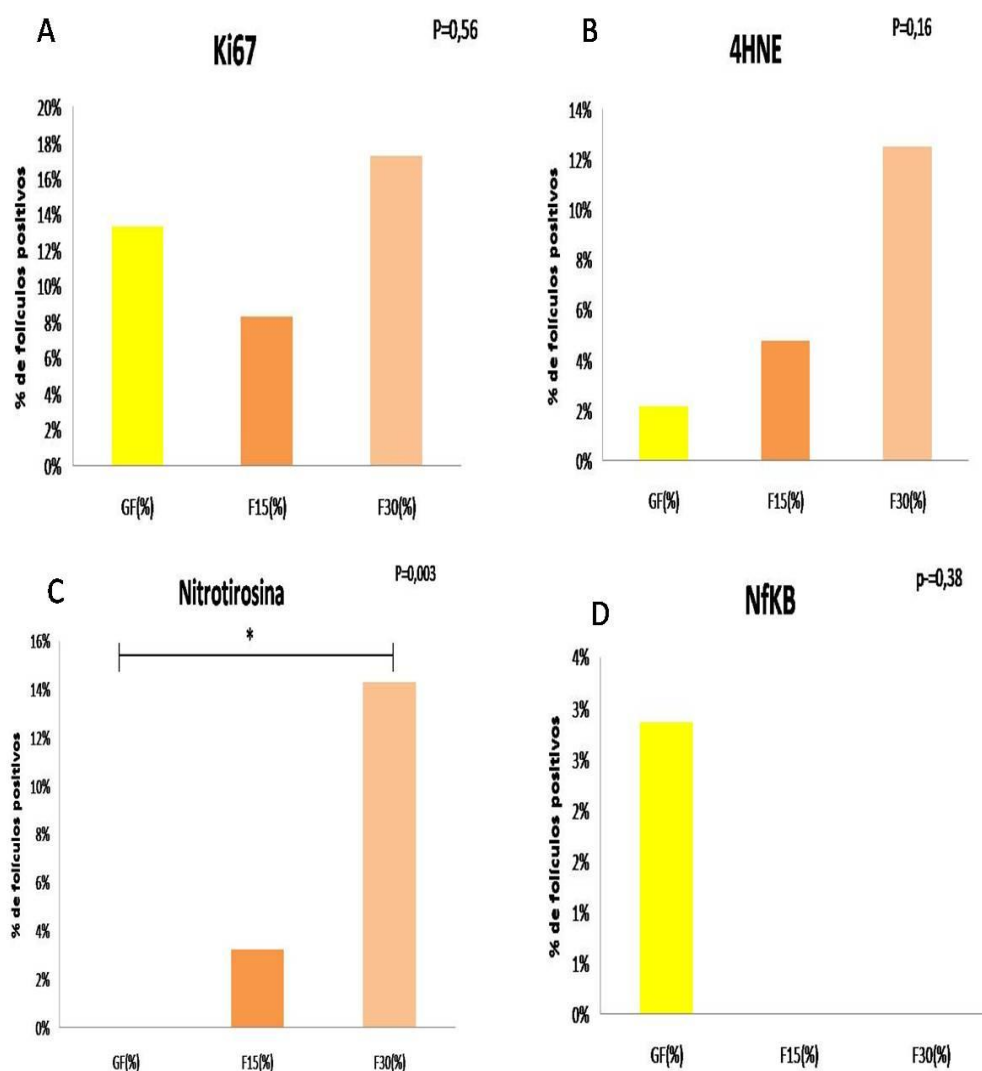 A
Ki67
P=0,56
% de folículos positivos
20%
18%
16%
14%
12%
10%
8%
6%
4%
2%
0%
GF(%) F15(%) F30(%)
B
4HNE
P=0,16
% de folículos positivos
14%
12%
10%
8%
6%
4%
2%
0%
GF(%) F15(%) F30(%)
C
Nitrotirosina
P=0,003
*
% de folículos positivos
16%
14%
12%
10%
8%
6%
4%
2%
0%
GF(%) F15(%) F30(%)
D
NfKB
p-=0,38
% de folículos positivos
4%
3%
3%
2%
2%
1%
1%
0%
GF(%) F15(%) F30(%)